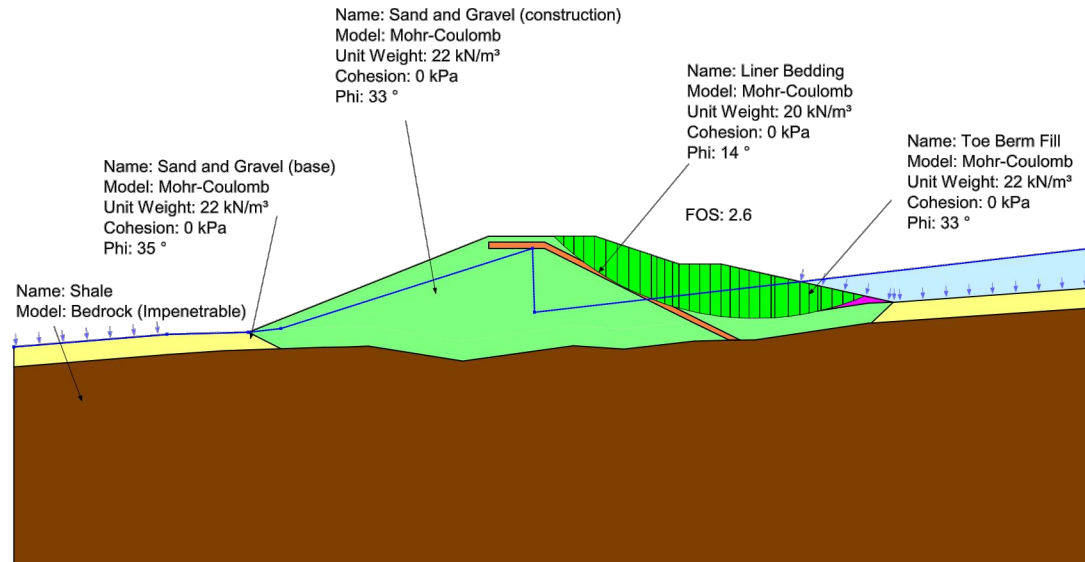 Name: Sand and Gravel (construction)
Model: Mohr-Coulomb
Unit Weight: 22 kN/m³
Cohesion: 0 kPa
Phi: 33 °
Name: Liner Bedding
Model: Mohr-Coulomb
Unit Weight: 20 kN/m³
Cohesion: 0 kPa
Phi: 14 °
Name: Toe Berm Fill
Model: Mohr-Coulomb
Unit Weight: 22 kN/m³
Cohesion: 0 kPa
Phi: 33 °
Name: Sand and Gravel (base)
Model: Mohr-Coulomb
Unit Weight: 22 kN/m³
Cohesion: 0 kPa
Phi: 35 °
FOS: 2.6
Name: Shale
Model: Bedrock (Impenetrable)